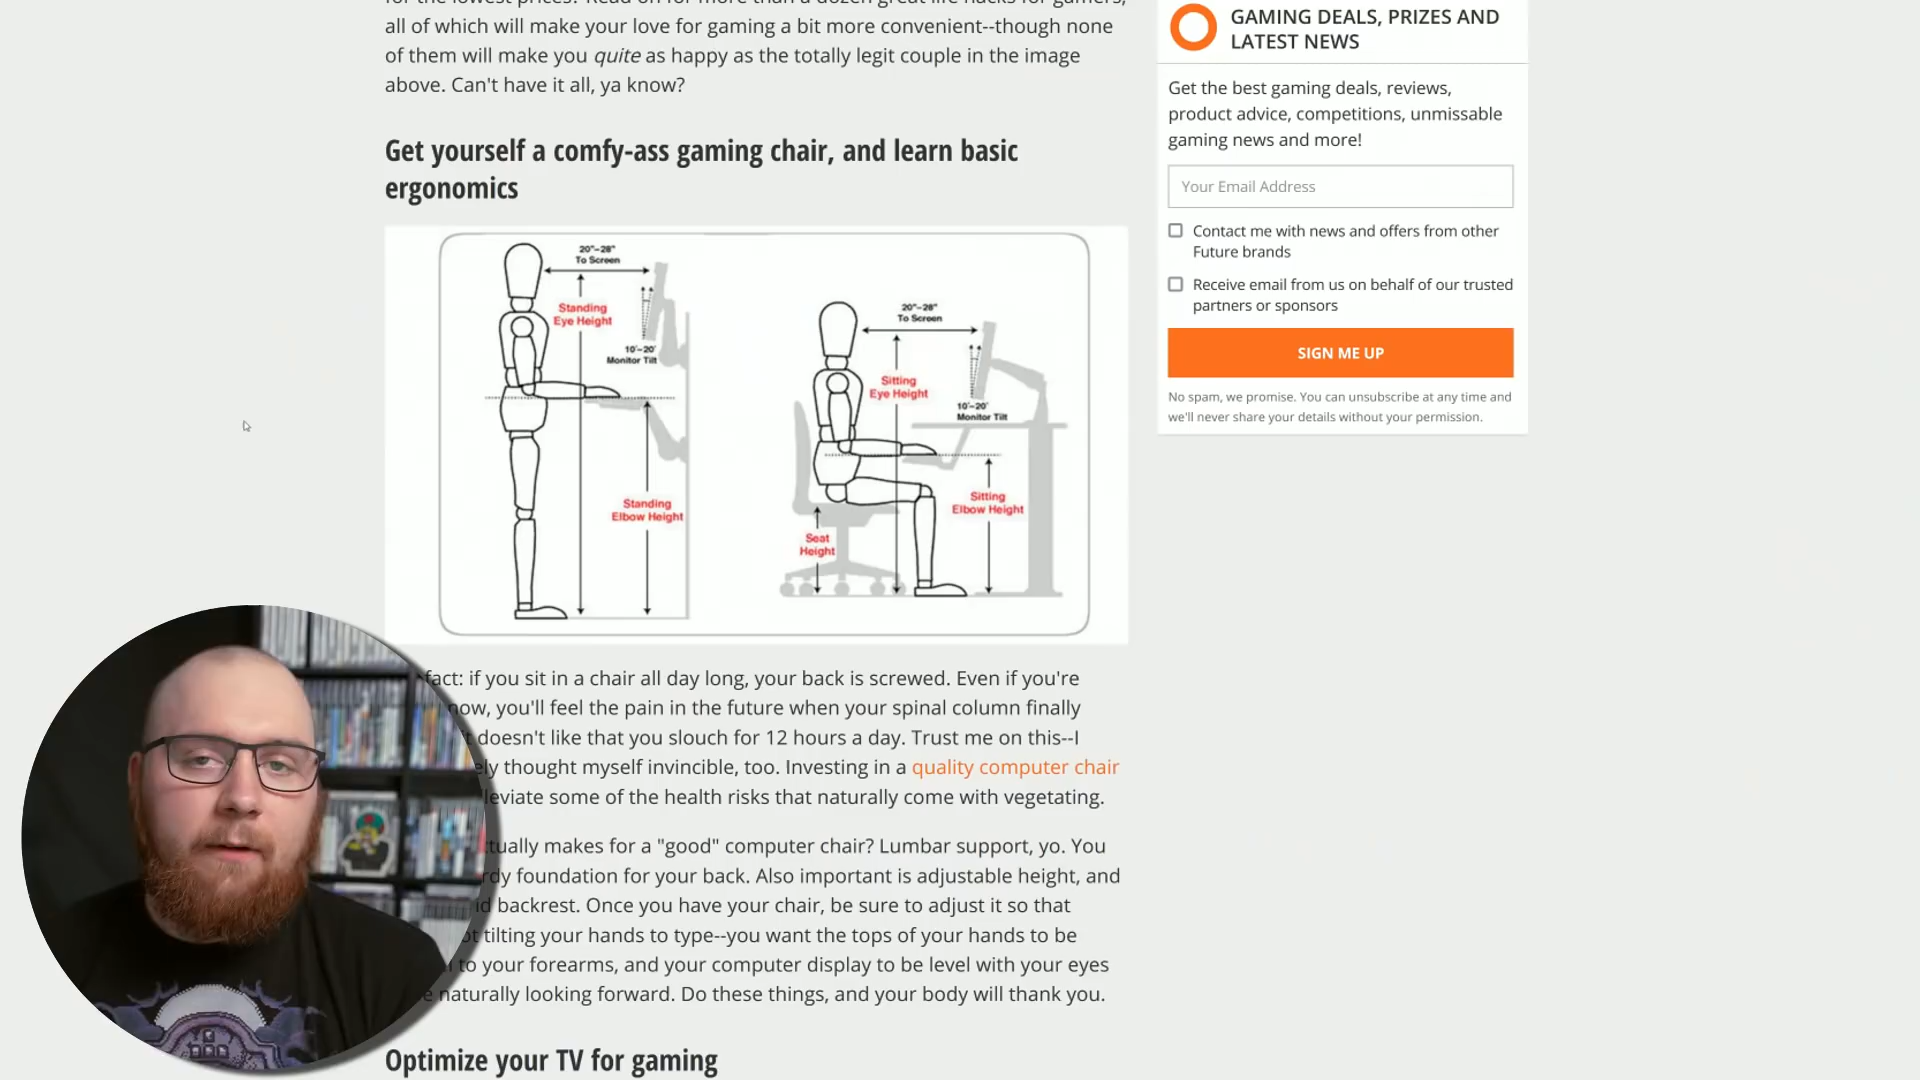 all of which will make your love for gaming a bit more convenient--though none
of them will make you quite as happy as the totally legit couple in the image
above. Can't have it all, ya know?
Get yourself a comfy-ass gaming chair, and learn basic
ergonomics
20"-28"
To Screen
Standing
Eye Height
10°-20°
Monitor Tilt
Standing
Elbow Height
20"-28"
To Screen
Sitting
Eye Height
10°-20°
Monitor Tilt
Sitting
Elbow Height
Seat
Height
fact: if you sit in a chair all day long, your back is screwed. Even if you're
now, you'll feel the pain in the future when your spinal column finally
doesn't like that you slouch for 12 hours a day. Trust me on this--I
thought myself invincible, too. Investing in a quality computer chair
some of the health risks that naturally come with vegetating.
makes for a "good" computer chair? Lumbar support, yo. You
foundation for your back. Also important is adjustable height, and
backrest. Once you have your chair, be sure to adjust it so that
tilting your hands to type--you want the tops of your hands to be
to your forearms, and your computer display to be level with your eyes
naturally looking forward. Do these things, and your body will thank you.
Optimize your TV for gaming
GAMING DEALS, PRIZES AND
LATEST NEWS
Get the best gaming deals, reviews,
product advice, competitions, unmissable
gaming news and more!
Your Email Address
Contact me with news and offers from other
Future brands
Receive email from us on behalf of our trusted
partners or sponsors
SIGN ME UP
No spam, we promise. You can unsubscribe at any time and
we'll never share your details without your permission.